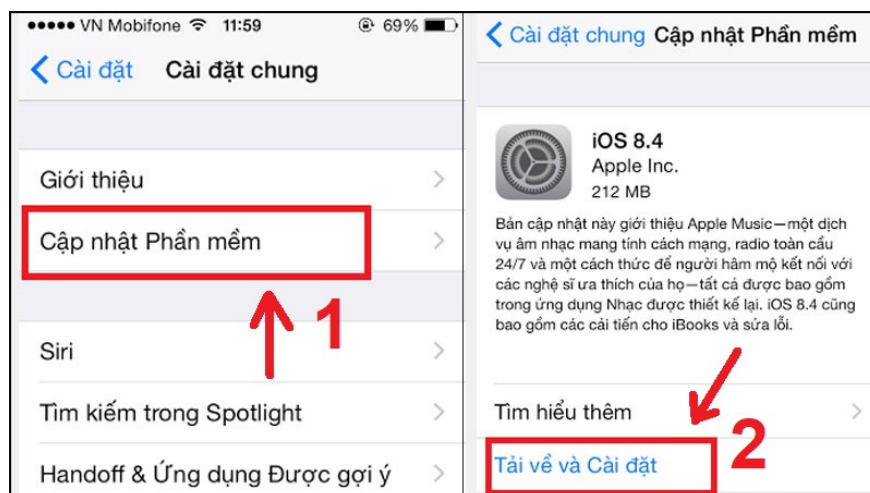 VN Mobifone 11:59 69%
Cài đặt Cài đặt chung
Giới thiệu
Cập nhật Phần mềm
1
Siri
Tìm kiếm trong Spotlight
Handoff & Ứng dụng Được gợi ý
Cài đặt chung Cập nhật Phần mềm
iOS 8.4
Apple Inc.
212 MB
Bản cập nhật này giới thiệu Apple Music—một dịch
vụ âm nhạc mang tính cách mạng, radio toàn cầu
24/7 và một cách thức để người hâm mộ kết nối với
các nghệ sĩ ưa thích của họ—tất cả được bao gồm
trong ứng dụng Nhạc được thiết kế lại. iOS 8.4 cũng
bao gồm các cải tiến cho iBooks và sửa lỗi.
Tìm hiểu thêm
2
Tải về và Cài đặt